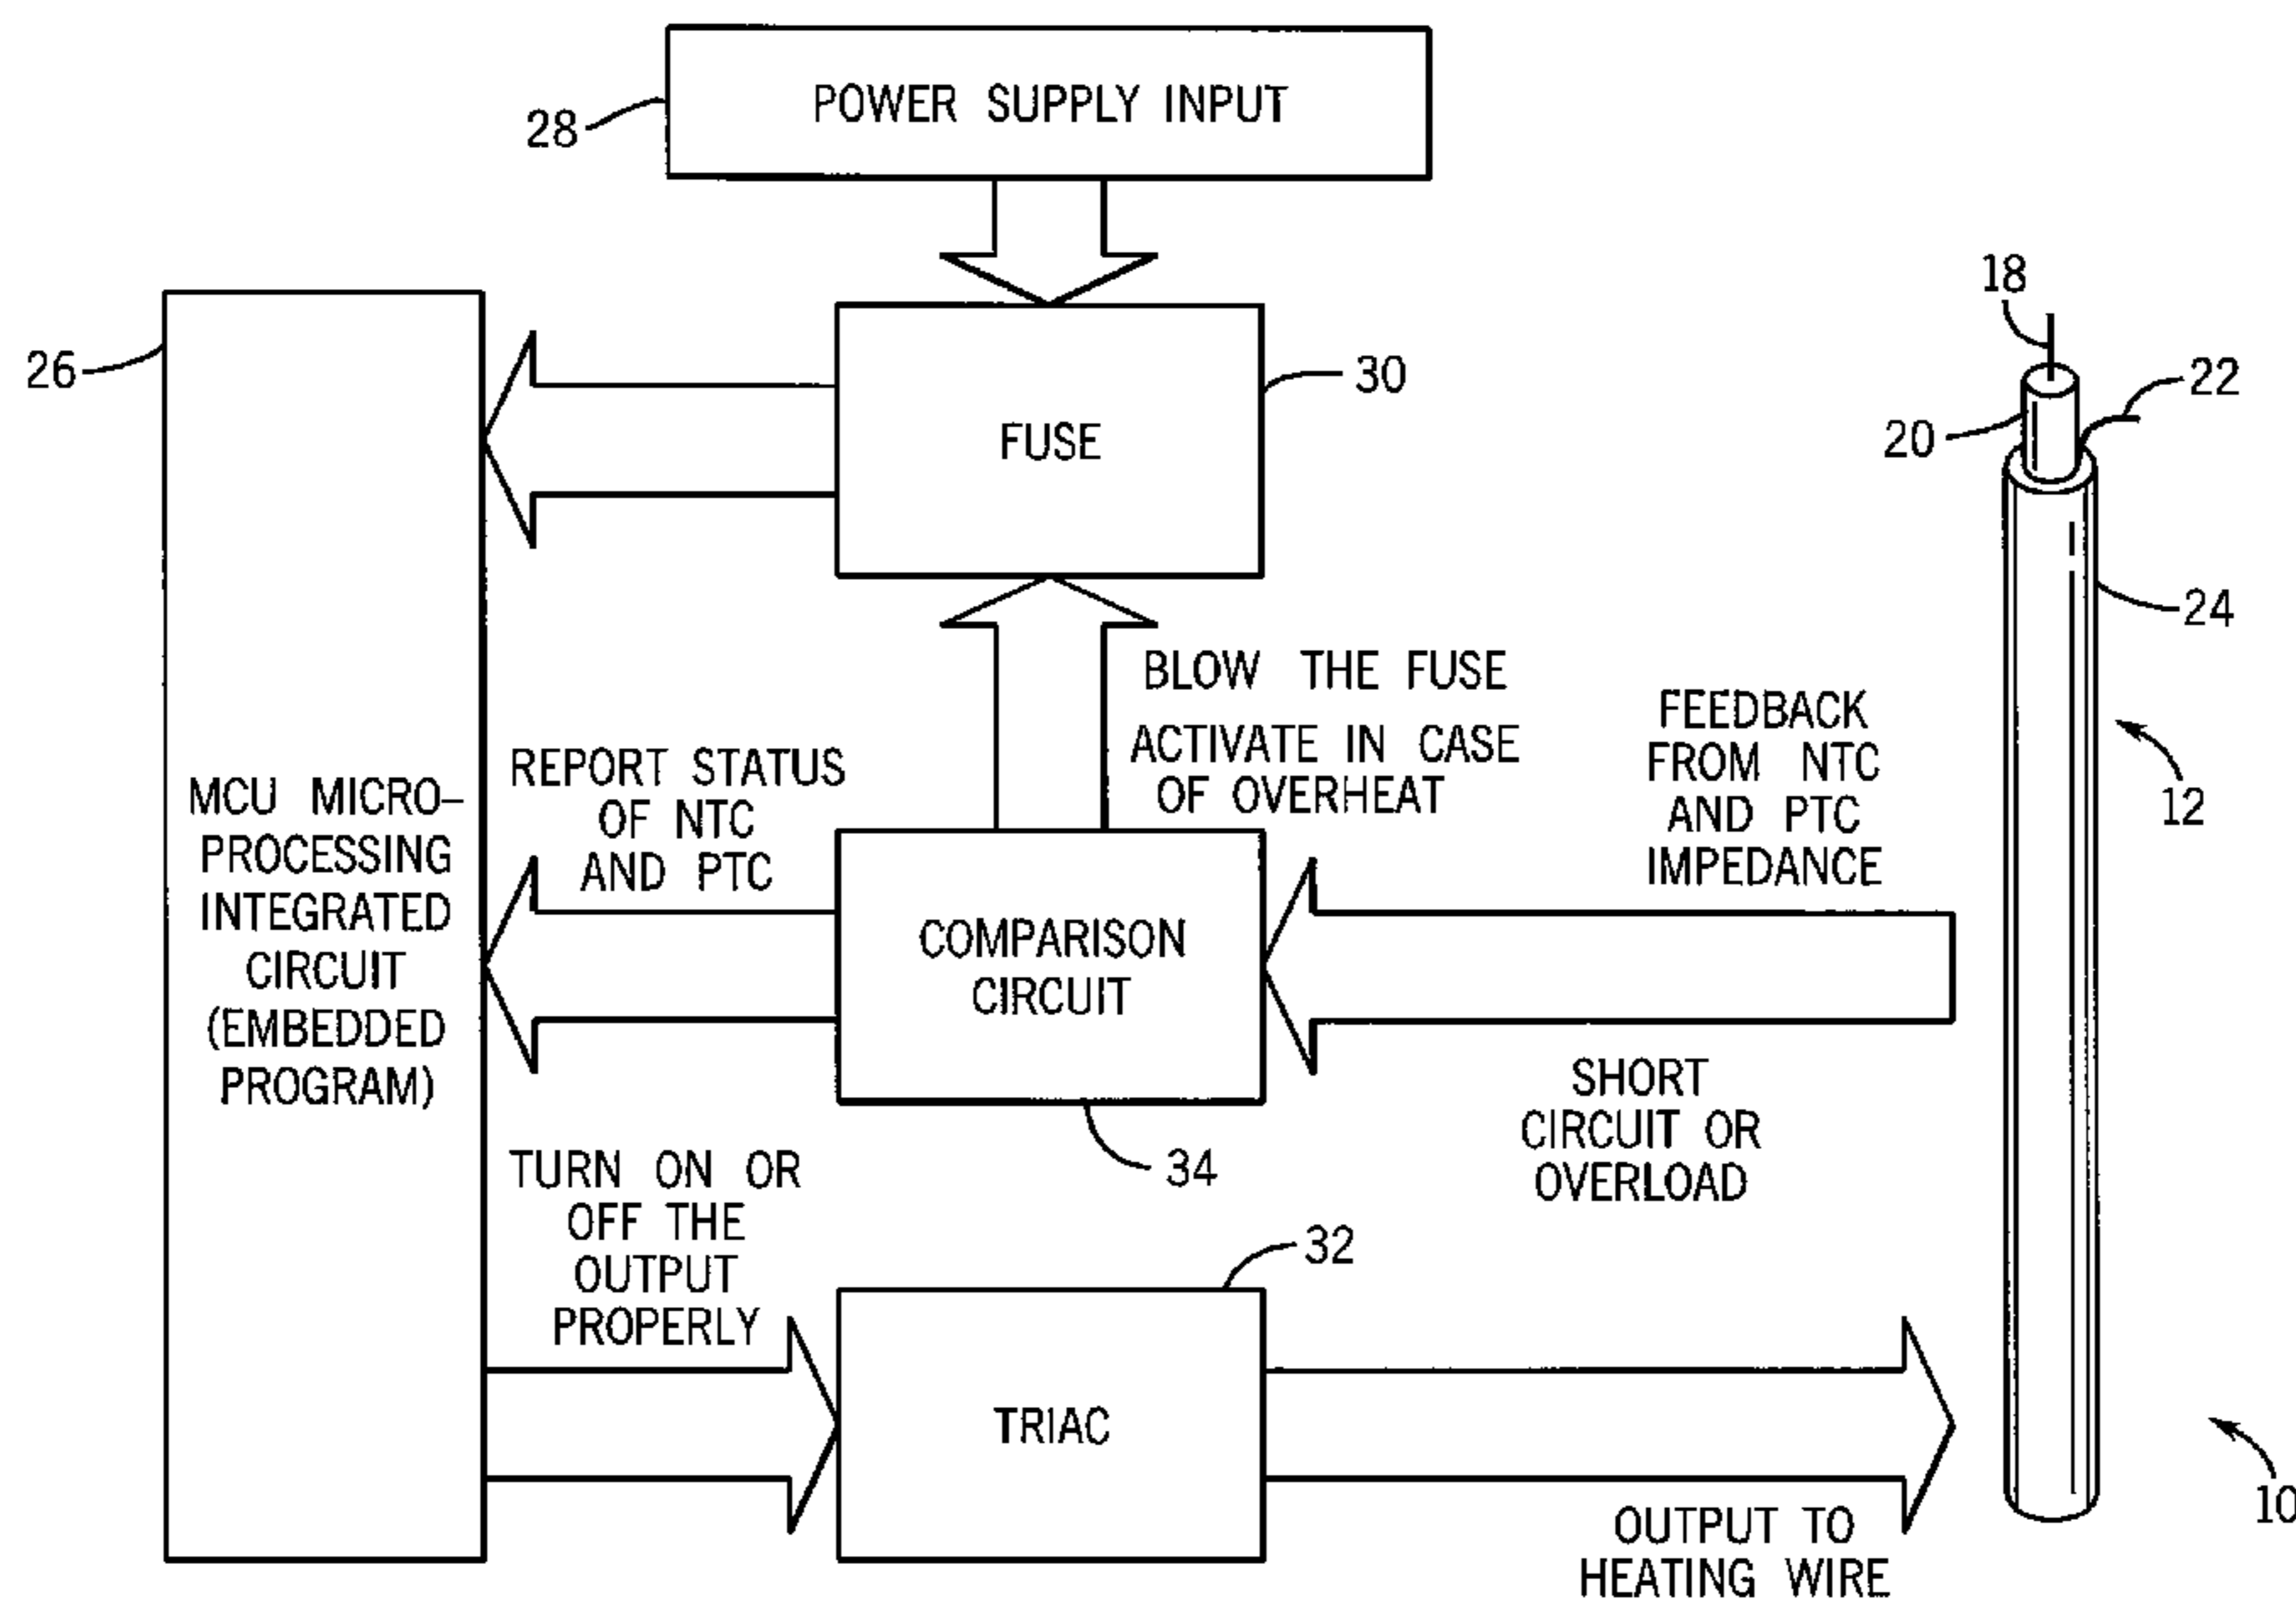 POWER SUPPLY INPUT
28
18
26
30
22
20
FUSE
24
BLOW THE FUSE
ACTIVATE IN CASE
OF OVERHEAT
FEEDBACK
FROM NTC
AND PTC
IMPEDANCE
12
REPORT STATUS
OF NTC
AND PTC
MCU MICRO-
PROCESSING
INTEGRATED
CIRCUIT
(EMBEDDED
PROGRAM)
COMPARISON
CIRCUIT
34
SHORT
CIRCUIT OR
OVERLOAD
TURN ON OR
OFF THE
OUTPUT
PROPERLY
32
TRIAC
10
OUTPUT TO
HEATING WIRE